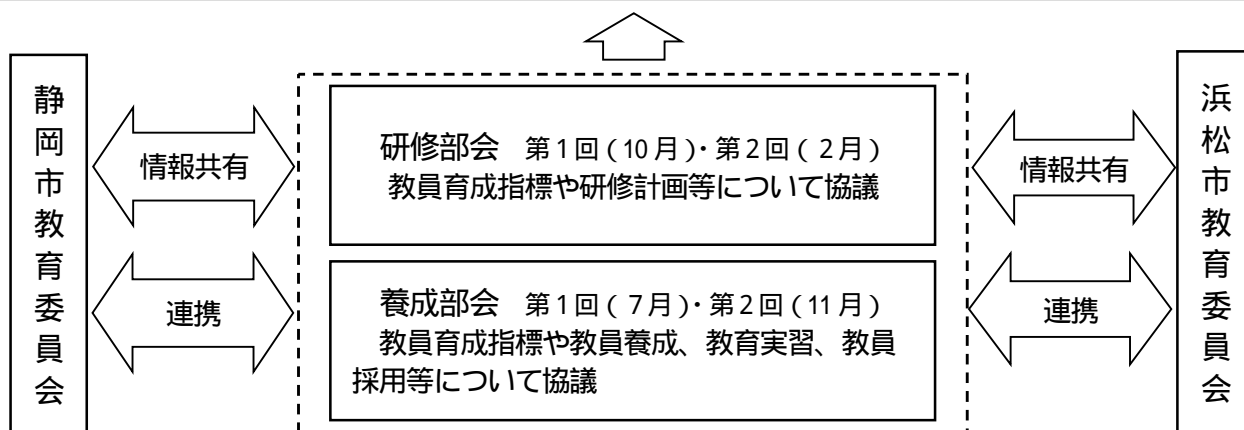 静岡市教育委員会
情報共有
連携
研修部会 第1回(10月)・第2回(2月)
教員育成指標や研修計画等について協議
養成部会 第1回(7月)・第2回(11月)
教員育成指標や教員養成、教育実習、教員
採用等について協議
情報共有
連携
浜松市教育委員会